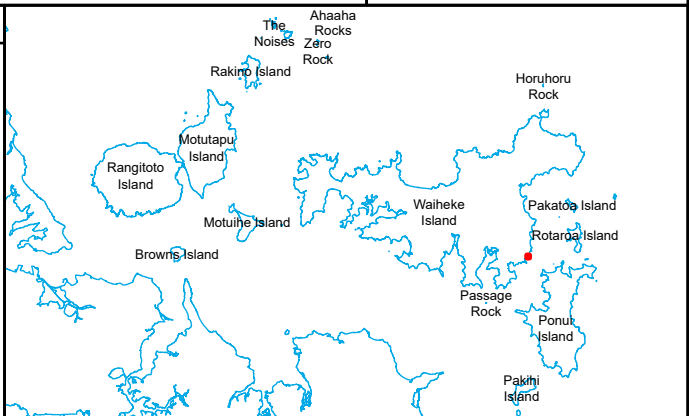 The
Noises
Ahaaha
Rocks
Zero
Rock
Rakino Island
Horuhoru
Rock
Motutapu
Island
Rangitoto
Island
Waiheke
Island
Pakatoa Island
Motuihe Island
Rotaroa Island
Browns Island
Passage
Rock
Ponui
Island
Pakihi
Island